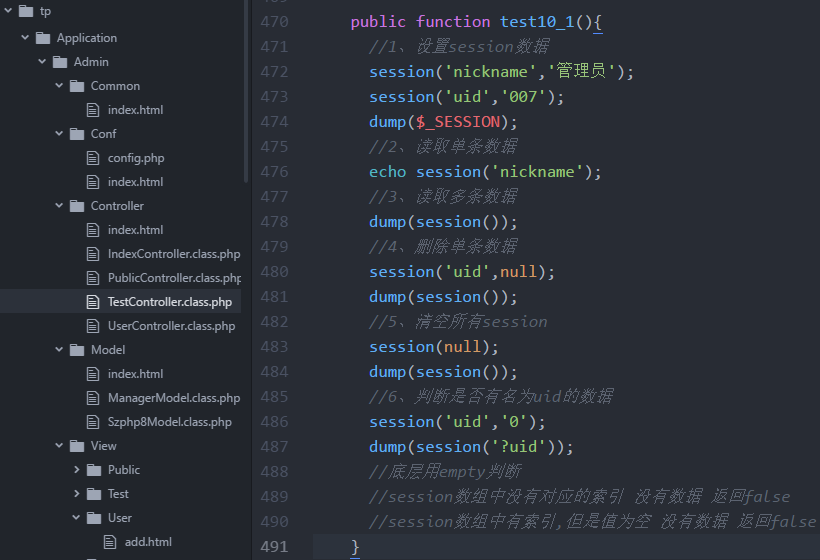 tp
Application
Admin
Common
index.html
Conf
config.php
index.html
Controller
index.html
IndexController.class.php
PublicController.class.php
TestController.class.php
UserController.class.php
Model
index.html
ManagerModel.class.php
Szphp8Model.class.php
View
Public
Test
User
add.html
470 public function test10_1(){
471 //1、设置session数据
472 session('nickname','管理员');
473 session('uid','007');
474 dump($_SESSION);
475 //2、读取单条数据
476 echo session('nickname');
477 //3、读取多条数据
478 dump(session());
479 //4、删除单条数据
480 session('uid',null);
481 dump(session());
482 //5、清空所有session
483 session(null);
484 dump(session());
485 //6、判断是否有名为uid的数据
486 session('uid','0');
487 dump(session('?uid'));
488 //底层用empty判断
489 //session数组中没有对应的索引 没有数据 返回false
490 //session数组中有索引,但是值为空 没有数据 返回false
491 }